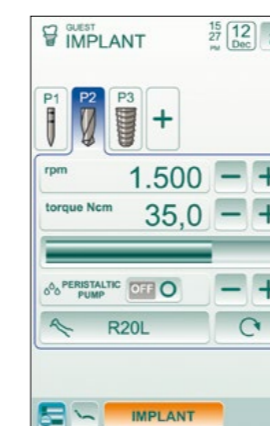 GUEST
IMPLANT
15
27
PM
12
Dec
P1
P2
P3
+
rpm
1.500
−
+
torque Ncm
35,0
−
+
PERISTALTIC
PUMP
OFF
−
+
R20L
IMPLANT